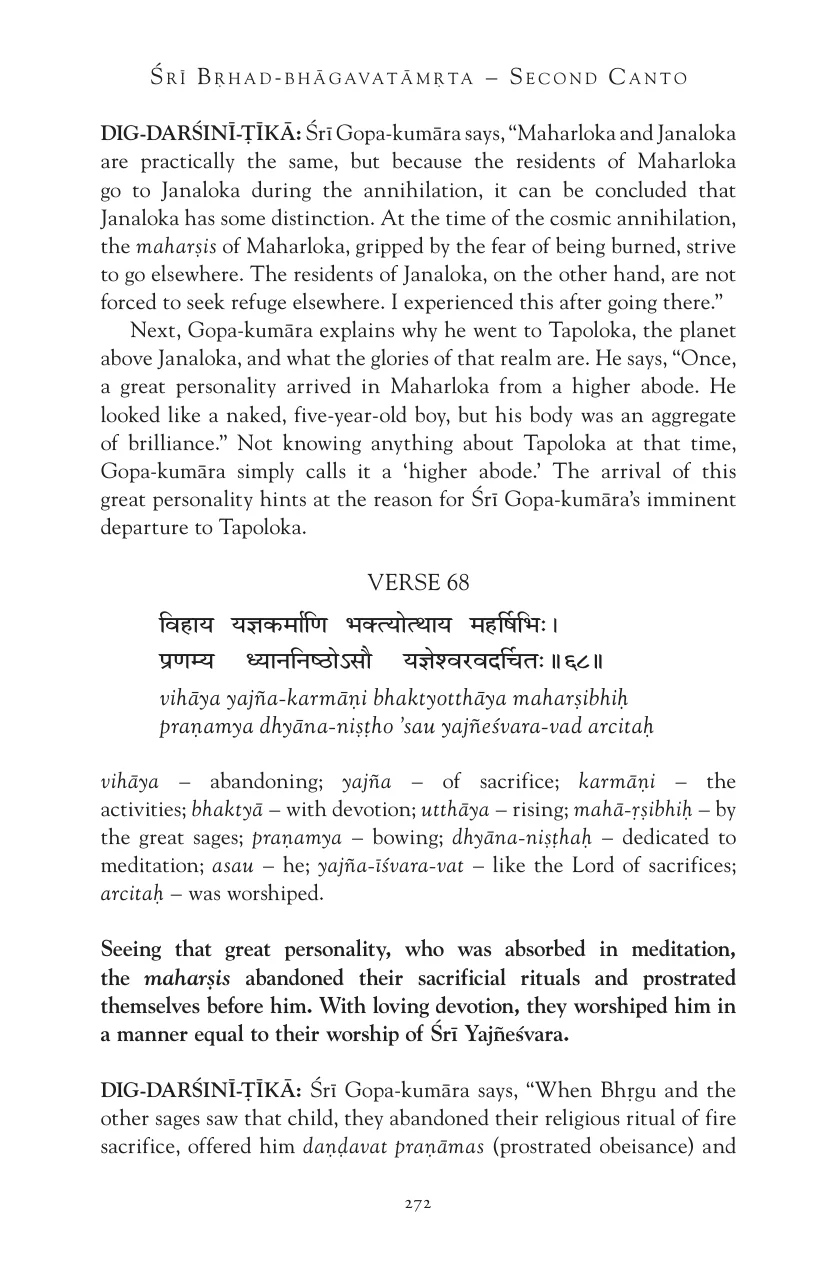 Śrī Bṛhad-bhāgavatāmṛta – Second Canto
DIG-DARŚINĪ-ṬĪKĀ: Śrī Gopa-kumāra says, “Maharloka and Janaloka
are practically the same, but because the residents of Maharloka
go to Janaloka during the annihilation, it can be concluded that
Janaloka has some distinction. At the time of the cosmic annihilation,
the maharṣis of Maharloka, gripped by the fear of being burned, strive
to go elsewhere. The residents of Janaloka, on the other hand, are not
forced to seek refuge elsewhere. I experienced this after going there.”
Next, Gopa-kumāra explains why he went to Tapoloka, the planet
above Janaloka, and what the glories of that realm are. He says, “Once,
a great personality arrived in Maharloka from a higher abode. He
looked like a naked, five-year-old boy, but his body was an aggregate
of brilliance.” Not knowing anything about Tapoloka at that time,
Gopa-kumāra simply calls it a ‘higher abode.’ The arrival of this
great personality hints at the reason for Śrī Gopa-kumāra’s imminent
departure to Tapoloka.
VERSE 68
विहाय यज्ञकर्माणि भक्त्योत्थाय महर्षिभिः।
प्रणम्य ध्याननिष्ठोऽसौ यज्ञेश्वरवदर्चितः॥६८॥
vihāya yajña-karmāṇi bhaktyotthāya maharṣibhiḥ
praṇamya dhyāna-niṣṭho ’sau yajñeśvara-vad arcitaḥ
vihāya – abandoning; yajña – of sacrifice; karmāṇi – the
activities; bhaktyā – with devotion; utthāya – rising; mahā-ṛṣibhiḥ – by
the great sages; praṇamya – bowing; dhyāna-niṣṭhaḥ – dedicated to
meditation; asau – he; yajña-īśvara-vat – like the Lord of sacrifices;
arcitaḥ – was worshiped.
Seeing that great personality, who was absorbed in meditation,
the maharṣis abandoned their sacrificial rituals and prostrated
themselves before him. With loving devotion, they worshiped him in
a manner equal to their worship of Śrī Yajñeśvara.
DIG-DARŚINĪ-ṬĪKĀ: Śrī Gopa-kumāra says, “When Bhṛgu and the
other sages saw that child, they abandoned their religious ritual of fire
sacrifice, offered him daṇḍavat praṇāmas (prostrated obeisance) and
272